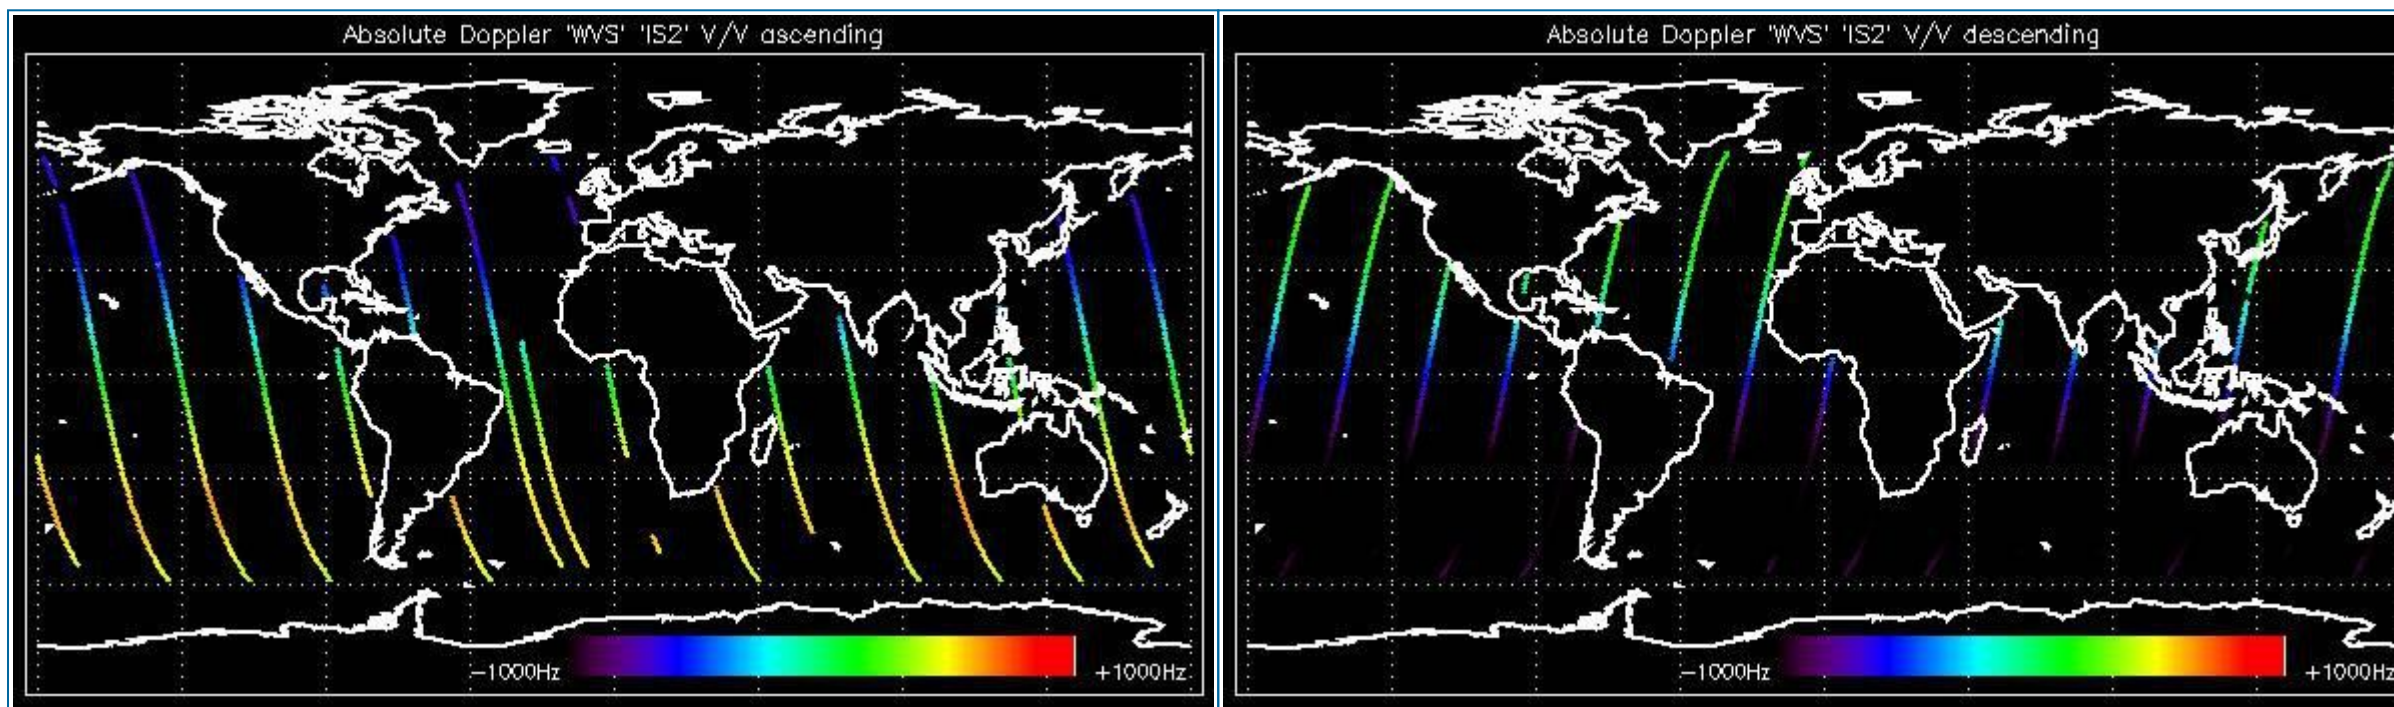 Absolute Doppler 'WVS' 'IS2' V/V ascending
-1000Hz
+1000Hz
Absolute Doppler 'WVS' 'IS2' V/V descending
-1000Hz
+1000Hz